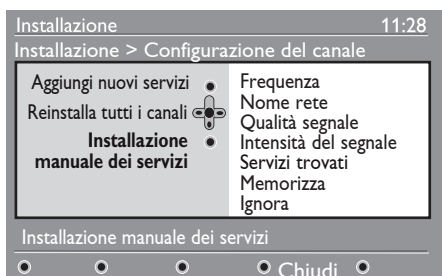 Installazione 11:28
Installazione > Configurazione del canale
Aggiungi nuovi servizi
Reinstalla tutti i canali
Installazione
manuale dei servizi
Frequenza
Nome rete
Qualità segnale
Intensità del segnale
Servizi trovati
Memorizza
Ignora
Installazione manuale dei servizi
Chiudi